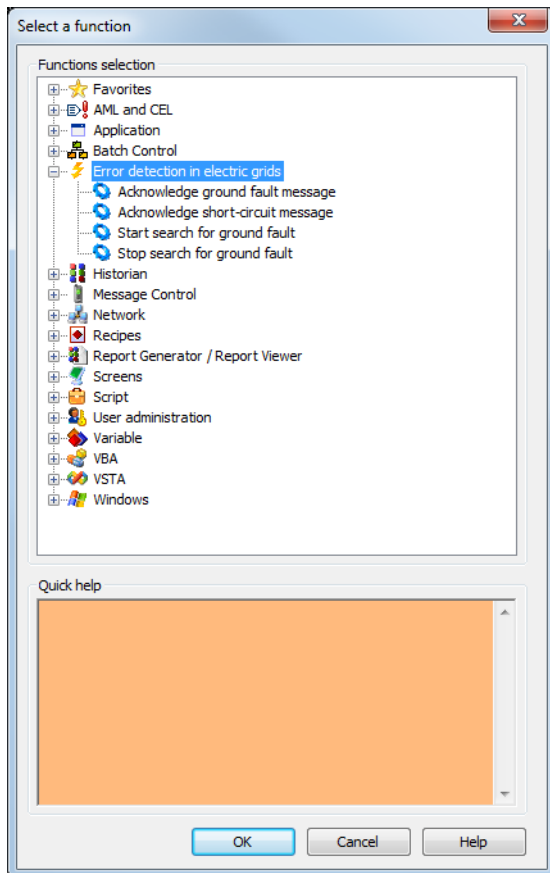 Select a function
Functions selection
Favorites
AML and CEL
Application
Batch Control
Error detection in electric grids
Acknowledge ground fault message
Acknowledge short-circuit message
Start search for ground fault
Stop search for ground fault
Historian
Message Control
Network
Recipes
Report Generator / Report Viewer
Screens
Script
User administration
Variable
VBA
VSTA
Windows
Quick help
OK Cancel Help